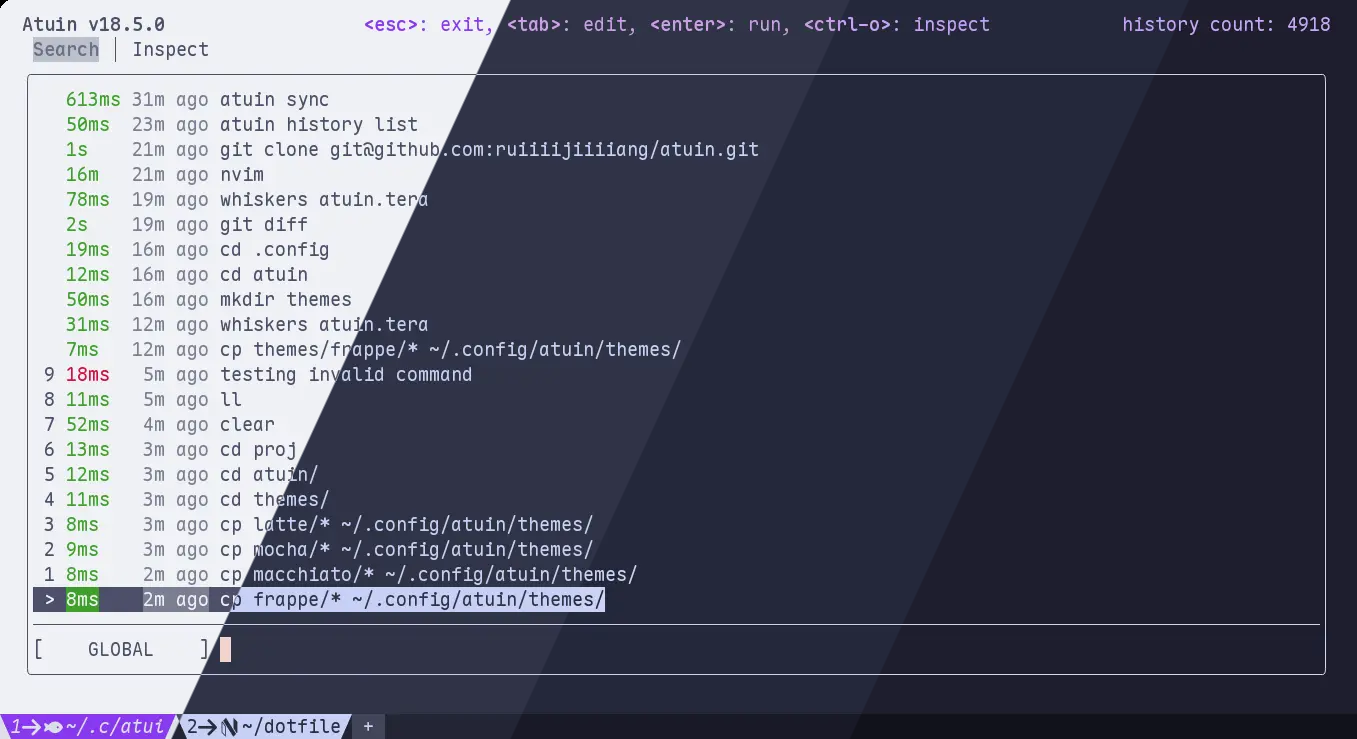 Atuin v18.5.0 <esc>: exit, <tab>: edit, <enter>: run, <ctrl-o>: inspect history count: 4918
Search │ Inspect
613ms 31m ago atuin sync
50ms 23m ago atuin history list
1s 21m ago git clone git@github.com:ruiiiijiiiiang/atuin.git
16m 21m ago nvim
78ms 19m ago whiskers atuin.tera
2s 19m ago git diff
19ms 16m ago cd .config
12ms 16m ago cd atuin
50ms 16m ago mkdir themes
31ms 12m ago whiskers atuin.tera
7ms 12m ago cp themes/frappe/* ~/.config/atuin/themes/
9 18ms 5m ago testing invalid command
8 11ms 5m ago ll
7 52ms 4m ago clear
6 13ms 3m ago cd proj
5 12ms 3m ago cd atuin/
4 11ms 3m ago cd themes/
3 8ms 3m ago cp latte/* ~/.config/atuin/themes/
2 9ms 3m ago cp mocha/* ~/.config/atuin/themes/
1 8ms 2m ago cp macchiato/* ~/.config/atuin/themes/
> 8ms 2m ago cp frappe/* ~/.config/atuin/themes/
[ GLOBAL ]
1→ ~/.c/atui 2→ ~/dotfile +